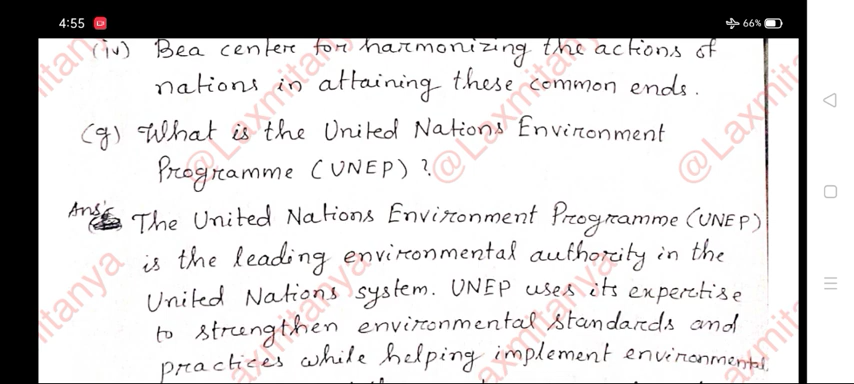 4:55
66%
(iv) Bea center for harmonizing the actions of
nations in attaining these common ends.
(g) What is the United Nations Environment
Programme (UNEP)?
Ans: The United Nations Environment Programme (UNEP)
is the leading environmental authority in the
United Nations system. UNEP uses its expertise
to strengthen environmental standards and
practices while helping implement environmental
@Laxmitanya